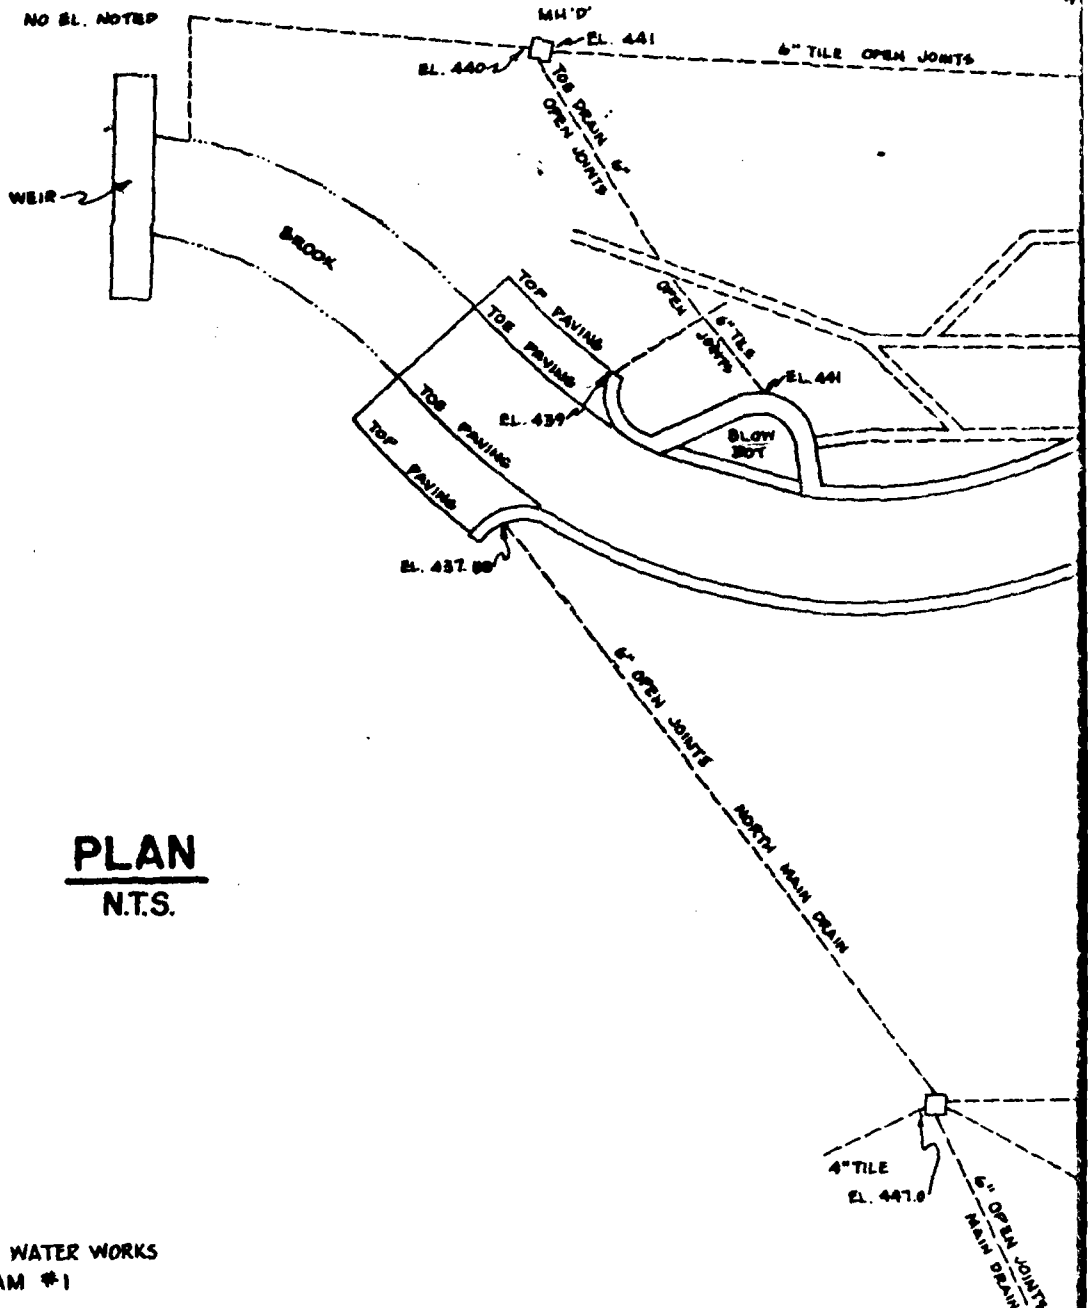 NO EL. NOTED
MH 'D'
EL. 441
EL. 440
6" TILE OPEN JOINTS
TOE DRAIN 6"
OPEN JOINTS
WEIR
BROOK
TOP PAVING
TOE PAVING
OPEN JOINTS
6" TILE
EL. 441
EL. 439
TOE PAVING
TOP PAVING
BLOW
EL. 437.
6" OPEN JOINTS
NORTH MAIN DRAIN
PLAN
N.T.S.
4" TILE
EL. 447.0
6" OPEN JOINTS
MAIN DRAIN
WATER WORKS
AM #1